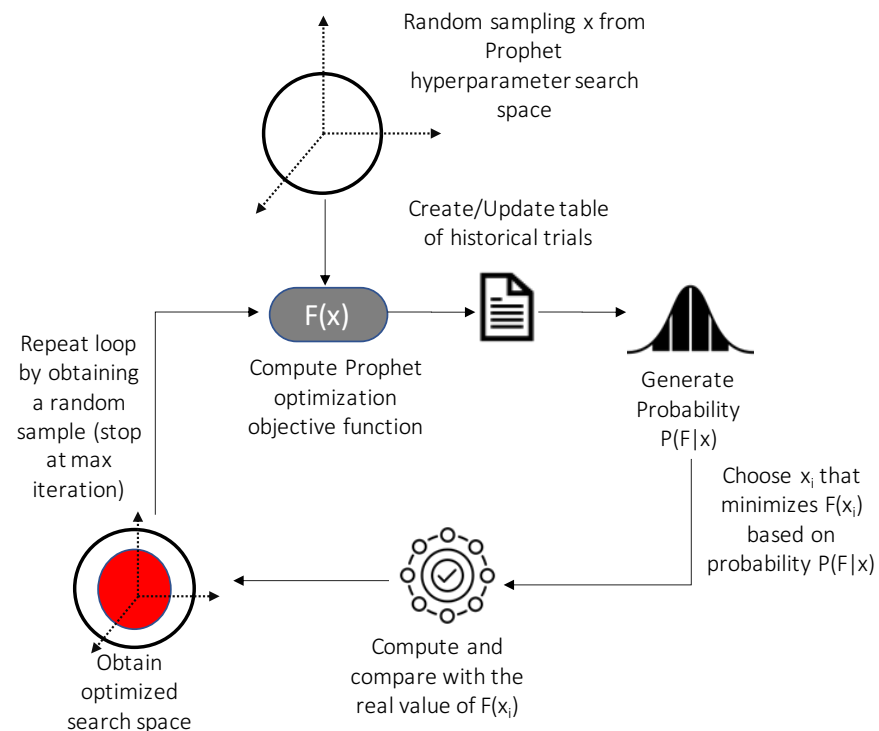 Random sampling x from
Prophet
hyperparameter search
space
Create/Update table
of historical trials
F(x)
Compute Prophet
optimization
objective function
Generate
Probability
P(F|x)
Choose xᵢ that
minimizes F(xᵢ)
based on
probability P(F|x)
Compute and
compare with the
real value of F(xᵢ)
Obtain
optimized
search space
Repeat loop
by obtaining
a random
sample (stop
at max
iteration)